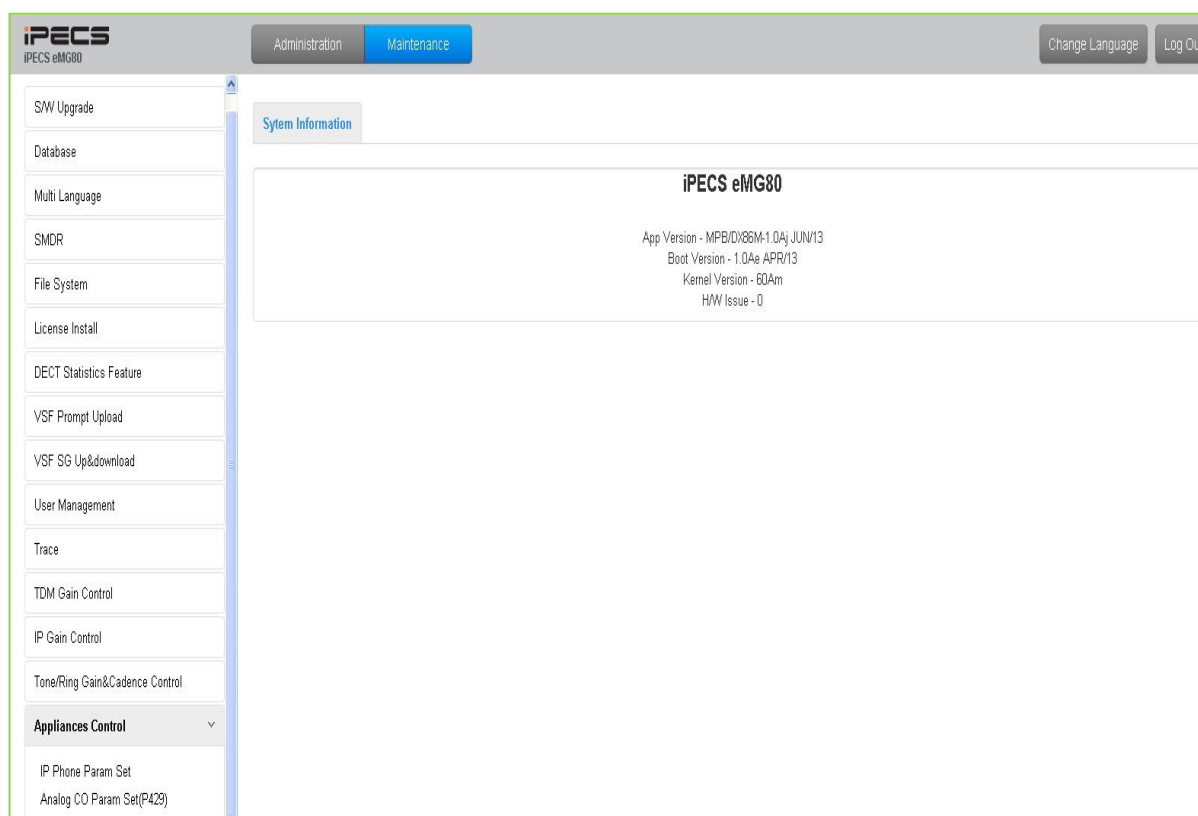 iPECS
iPECS eMG80
Administration
Maintenance
Change Language
Log Ou
S/W Upgrade
Database
Multi Language
SMDR
File System
License Install
DECT Statistics Feature
VSF Prompt Upload
VSF SG Up&download
User Management
Trace
TDM Gain Control
IP Gain Control
Tone/Ring Gain&Cadence Control
Appliances Control
IP Phone Param Set
Analog CO Param Set(P429)
Sytem Information
iPECS eMG80
App Version - MPB/DX86M-1.0Aj JUN/13
Boot Version - 1.0Ae APR/13
Kernel Version - 60Am
H/W Issue - 0